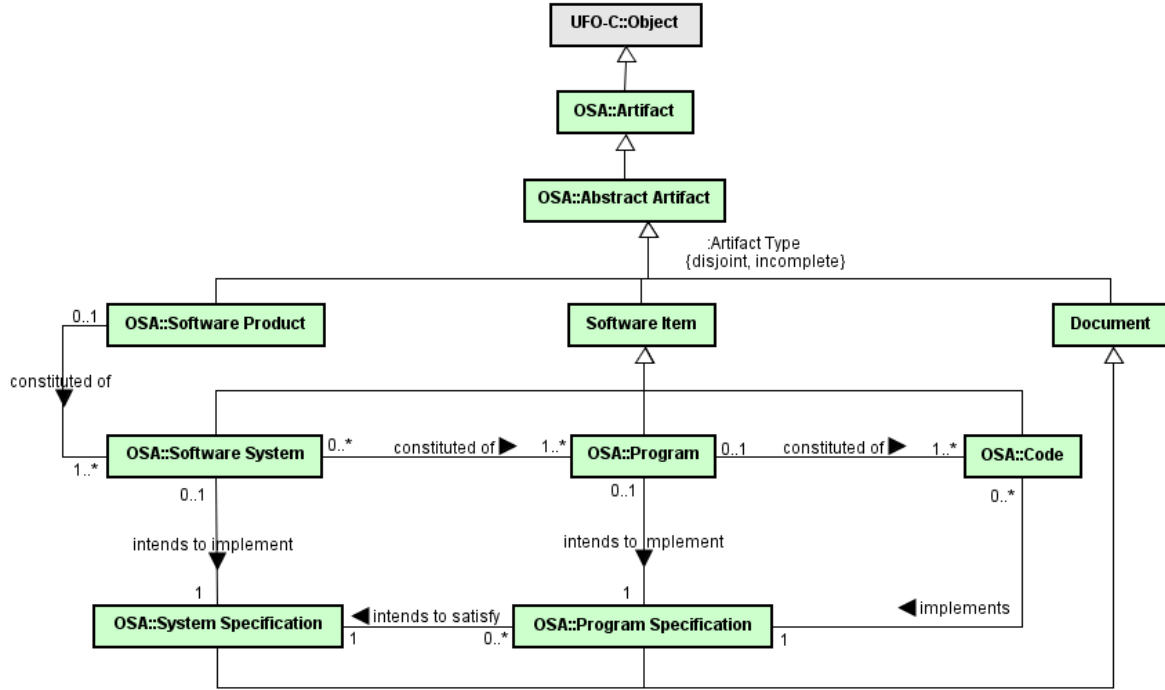 UFO-C::Object
OSA::Artifact
OSA::Abstract Artifact
:Artifact Type
{disjoint, incomplete}
0..1
OSA::Software Product
Software Item
Document
constituted of
OSA::Software System
0..*
constituted of
1..*
OSA::Program
0..1
constituted of
1..*
OSA::Code
1..*
0..1
0..1
0..*
intends to implement
intends to implement
1
1
implements
OSA::System Specification
intends to satisfy
OSA::Program Specification
1
0..*
1